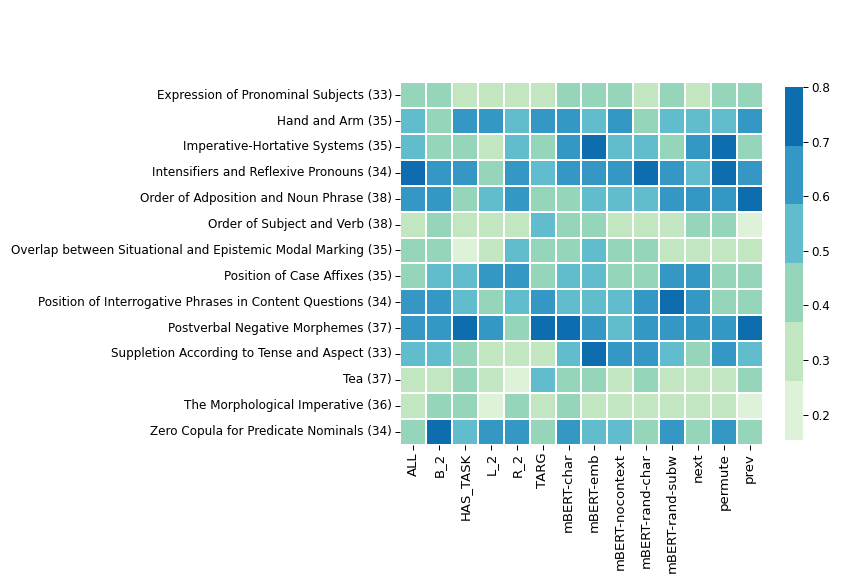 Expression of Pronominal Subjects (33)
Hand and Arm (35)
Imperative-Hortative Systems (35)
Intensifiers and Reflexive Pronouns (34)
Order of Adposition and Noun Phrase (38)
Order of Subject and Verb (38)
Overlap between Situational and Epistemic Modal Marking (35)
Position of Case Affixes (35)
Position of Interrogative Phrases in Content Questions (34)
Postverbal Negative Morphemes (37)
Suppletion According to Tense and Aspect (33)
Tea (37)
The Morphological Imperative (36)
Zero Copula for Predicate Nominals (34)
ALL
B_2
HAS_TASK
L_2
R_2
TARG
mBERT-char
mBERT-emb
mBERT-nocontext
mBERT-rand-char
mBERT-rand-subw
next
permute
prev
0.8
0.7
0.6
0.5
0.4
0.3
0.2